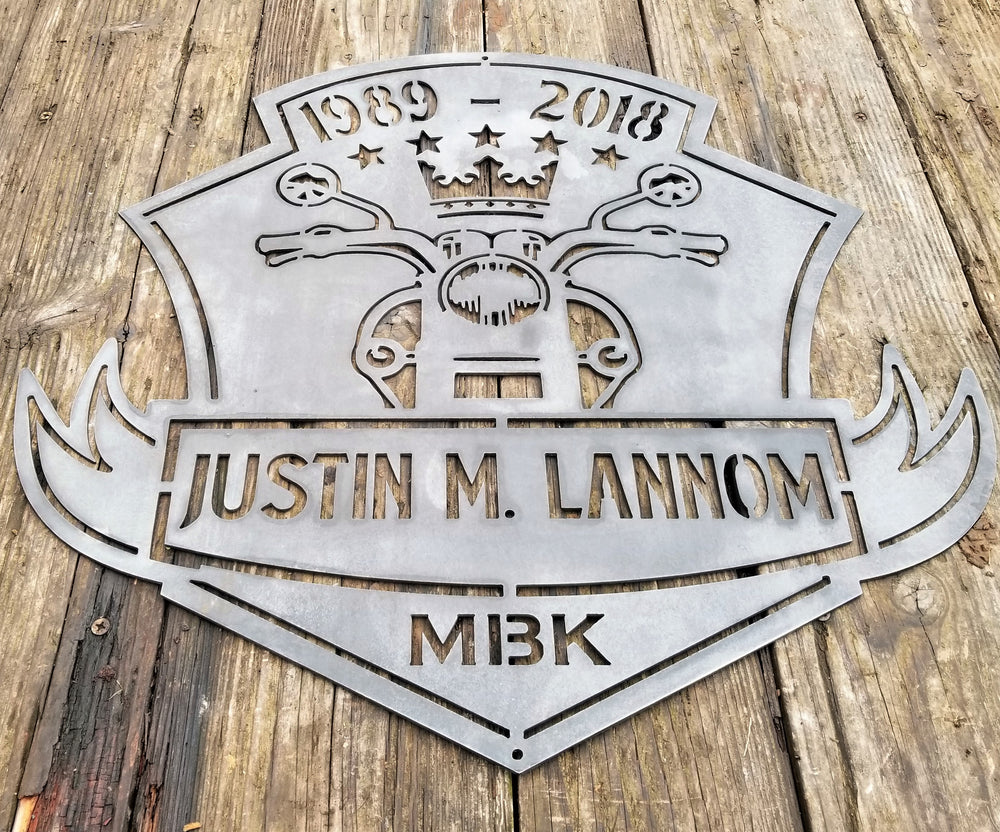 1989 - 2018
JUSTIN M. LANNOM
MBK